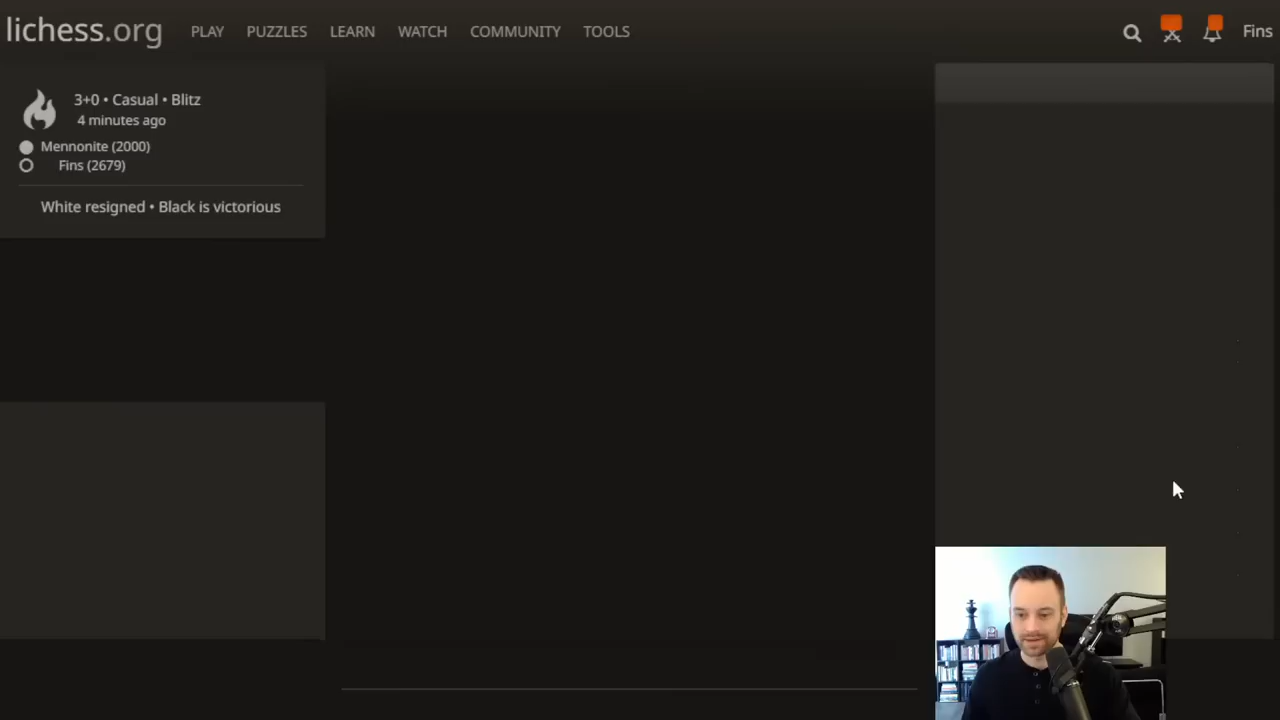 lichess.org PLAY PUZZLES LEARN WATCH COMMUNITY TOOLS Fins
3+0 • Casual • Blitz
4 minutes ago
Mennonite (2000)
Fins (2679)
White resigned • Black is victorious